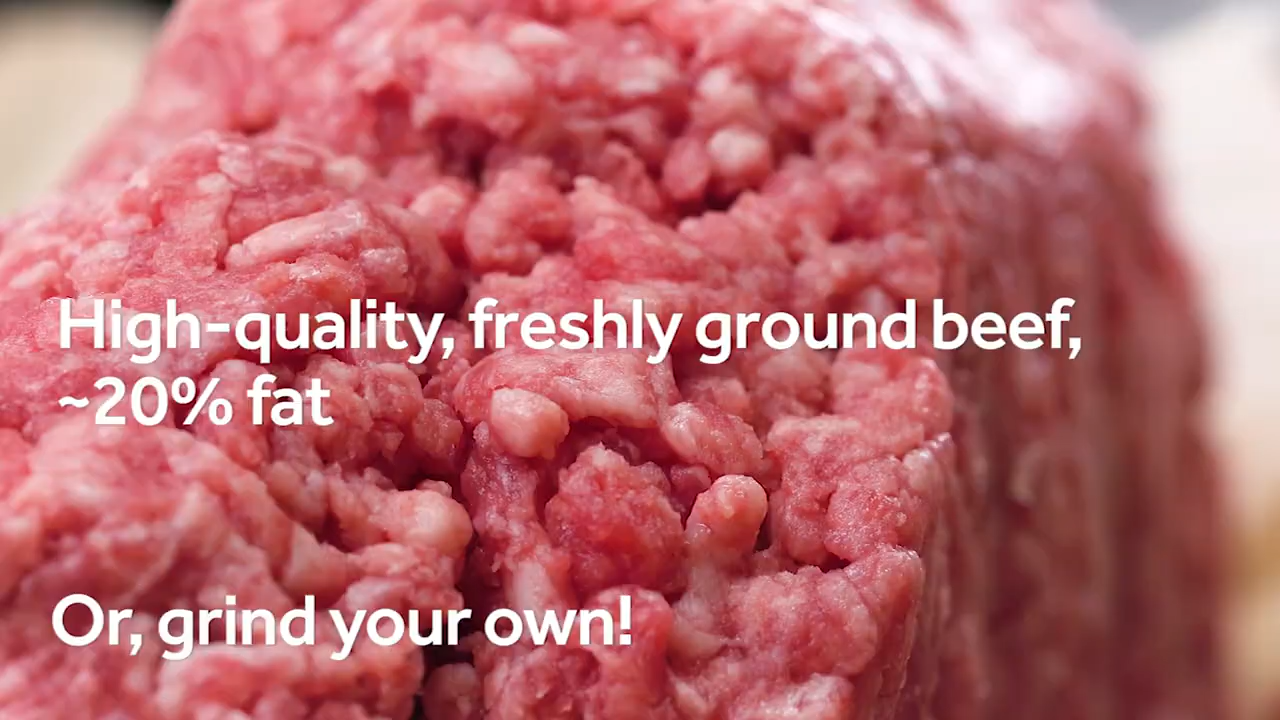 High-quality, freshly ground beef,
~20% fat
Or, grind your own!